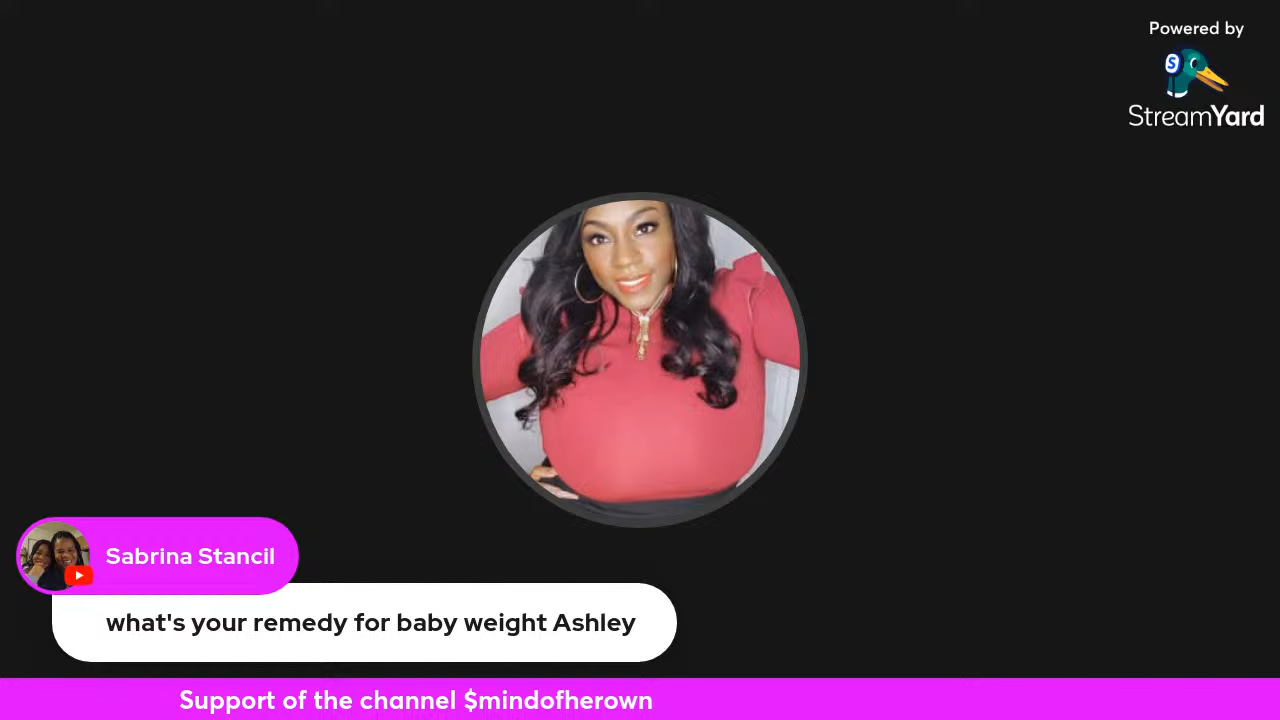 Powered by
S
StreamYard
Sabrina Stancil
what's your remedy for baby weight Ashley
Support of the channel $mindofherown